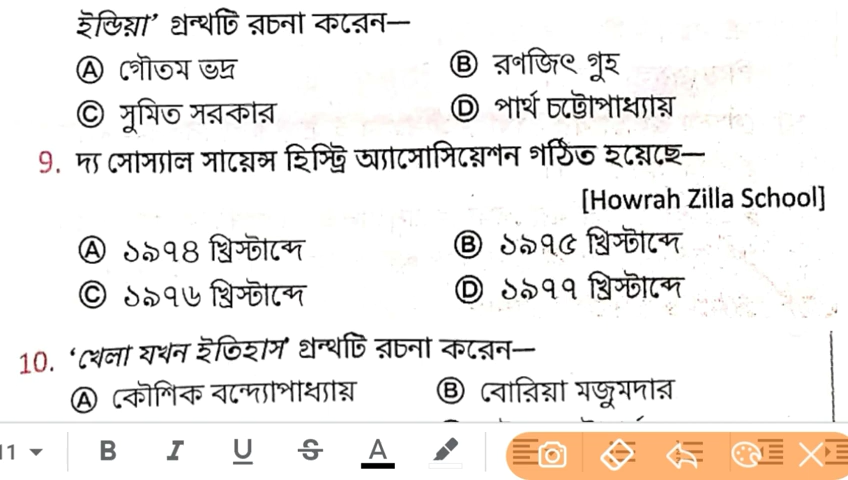 ইন্ডিয়া’ গ্রন্থটি রচনা করেন—
Ⓐ গৌতম ভদ্র Ⓑ রণজিৎ গুহ
Ⓒ সুমিত সরকার Ⓓ পার্থ চট্টোপাধ্যায়
9. দ্য সোস্যাল সায়েন্স হিস্ট্রি অ্যাসোসিয়েশন গঠিত হয়েছে—
[Howrah Zilla School]
Ⓐ ১৯৭৪ খ্রিস্টাব্দে Ⓑ ১৯৭৫ খ্রিস্টাব্দে
Ⓒ ১৯৭৬ খ্রিস্টাব্দে Ⓓ ১৯৭৭ খ্রিস্টাব্দে
10. ‘খেলা যখন ইতিহাস’ গ্রন্থটি রচনা করেন—
Ⓐ কৌশিক বন্দ্যোপাধ্যায় Ⓑ বোরিয়া মজুমদার
11 B I U S A